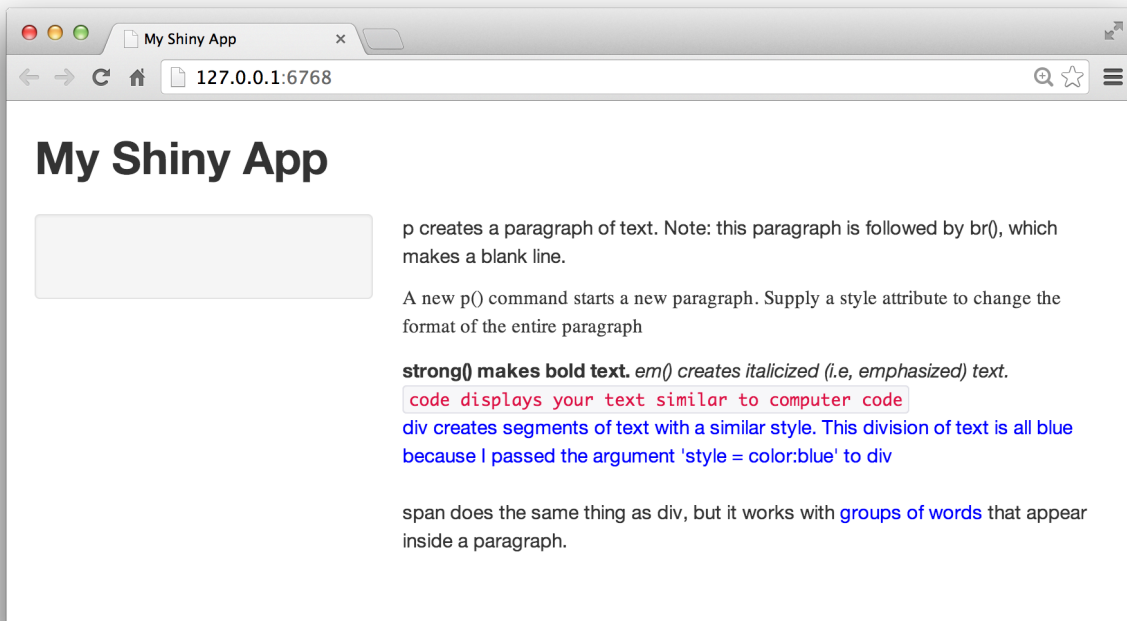 My Shiny App
127.0.0.1:6768
My Shiny App
p creates a paragraph of text. Note: this paragraph is followed by br(), which
makes a blank line.
A new p() command starts a new paragraph. Supply a style attribute to change the
format of the entire paragraph
strong() makes bold text. em() creates italicized (i.e, emphasized) text.
code displays your text similar to computer code
div creates segments of text with a similar style. This division of text is all blue
because I passed the argument 'style = color:blue' to div
span does the same thing as div, but it works with groups of words that appear
inside a paragraph.